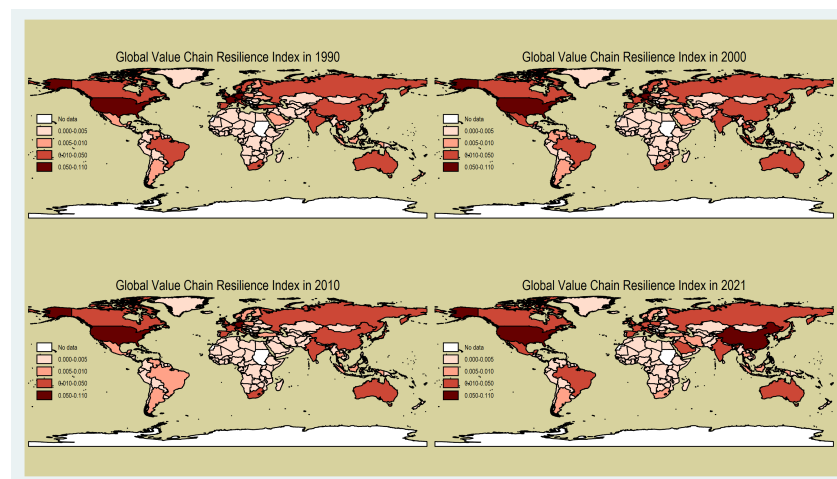 Global Value Chain Resilience Index in 1990
No data
0.000-0.005
0.005-0.010
0.010-0.050
0.050-0.110
Global Value Chain Resilience Index in 2000
No data
0.000-0.005
0.005-0.010
0.010-0.050
0.050-0.110
Global Value Chain Resilience Index in 2010
No data
0.000-0.005
0.005-0.010
0.010-0.050
0.050-0.110
Global Value Chain Resilience Index in 2021
No data
0.000-0.005
0.005-0.010
0.010-0.050
0.050-0.110